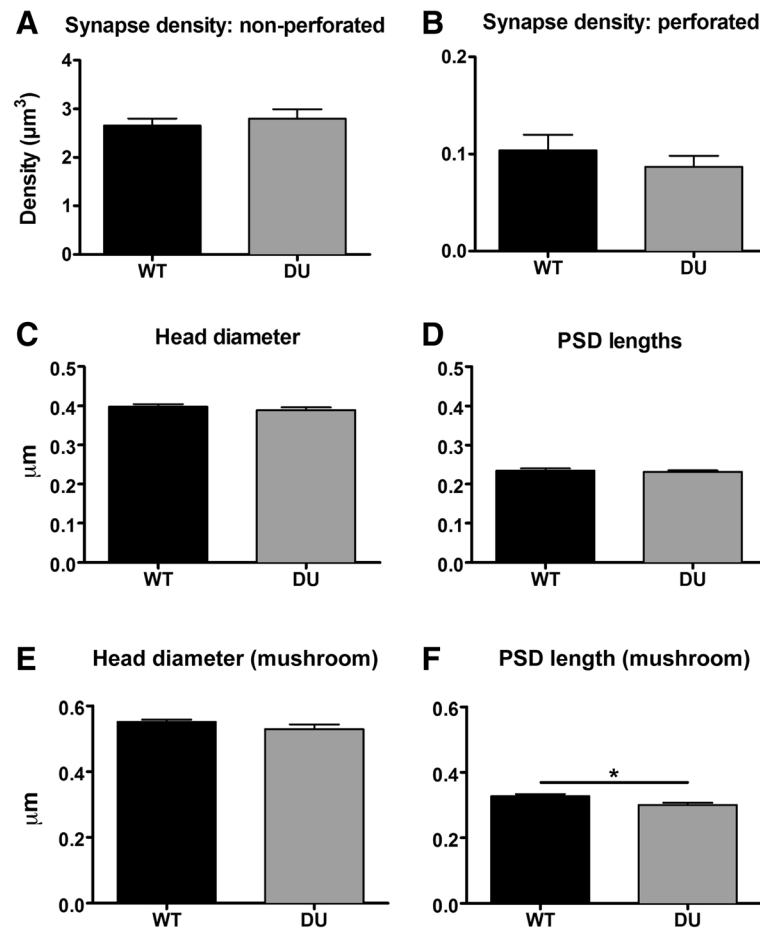 A Synapse density: non-perforated
Density (µm³)
4
3
2
1
0
WT DU
B Synapse density: perforated
0.2
0.1
0.0
WT DU
C Head diameter
µm
0.5
0.4
0.3
0.2
0.1
0.0
WT DU
D PSD lengths
0.5
0.4
0.3
0.2
0.1
0.0
WT DU
E Head diameter (mushroom)
µm
0.6
0.4
0.2
0.0
WT DU
F PSD length (mushroom)
0.6
0.4
0.2
0.0
*
WT DU